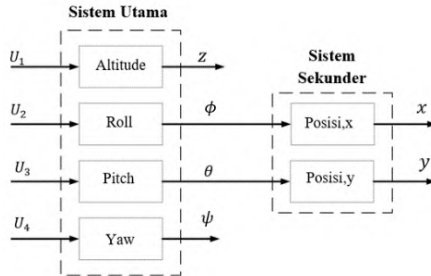 Sistem Utama
U₁ Altitude z
Sistem
Sekunder
U₂ Roll ϕ Posisi,x x
U₃ Pitch θ Posisi,y y
U₄ Yaw ψ